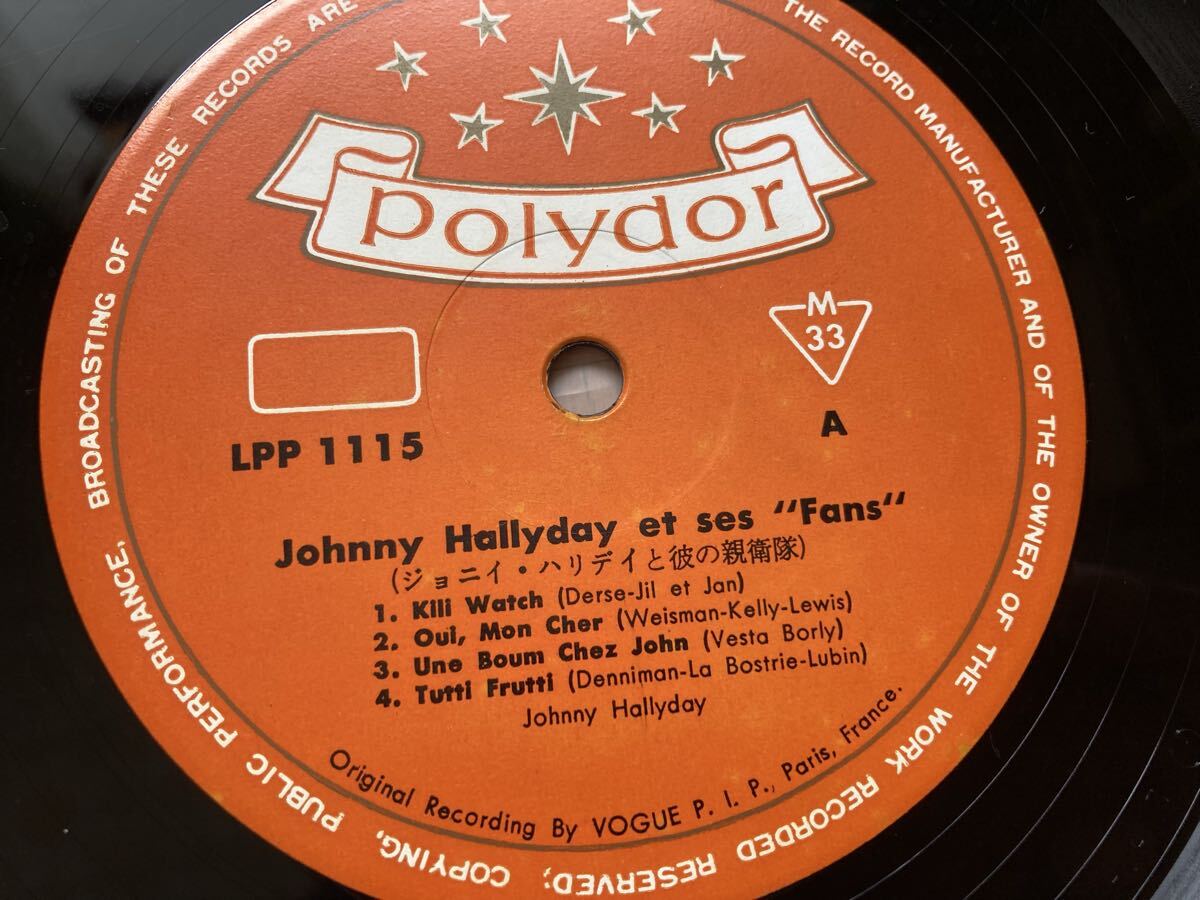 polydor
M
33
A
LPP 1115
Johnny Hallyday et ses "Fans"
(ジョニイ・ハリデイと彼の親衛隊)
1. Kili Watch (Derse-Jil et Jan)
2. Oui, Mon Cher (Weisman-Kelly-Lewis)
3. Une Boum Chez John (Vesta Borly)
4. Tutti Frutti (Denniman-La Bostrie-Lubin)
Johnny Hallyday
Original Recording By VOGUE P. I. P., Paris, France.
THE RECORD MANUFACTURER AND OF THE OWNER OF THE WORK RECORDED RESERVED; COPYING, PUBLIC PERFORMANCE, BROADCASTING OF THESE RECORDS ARE